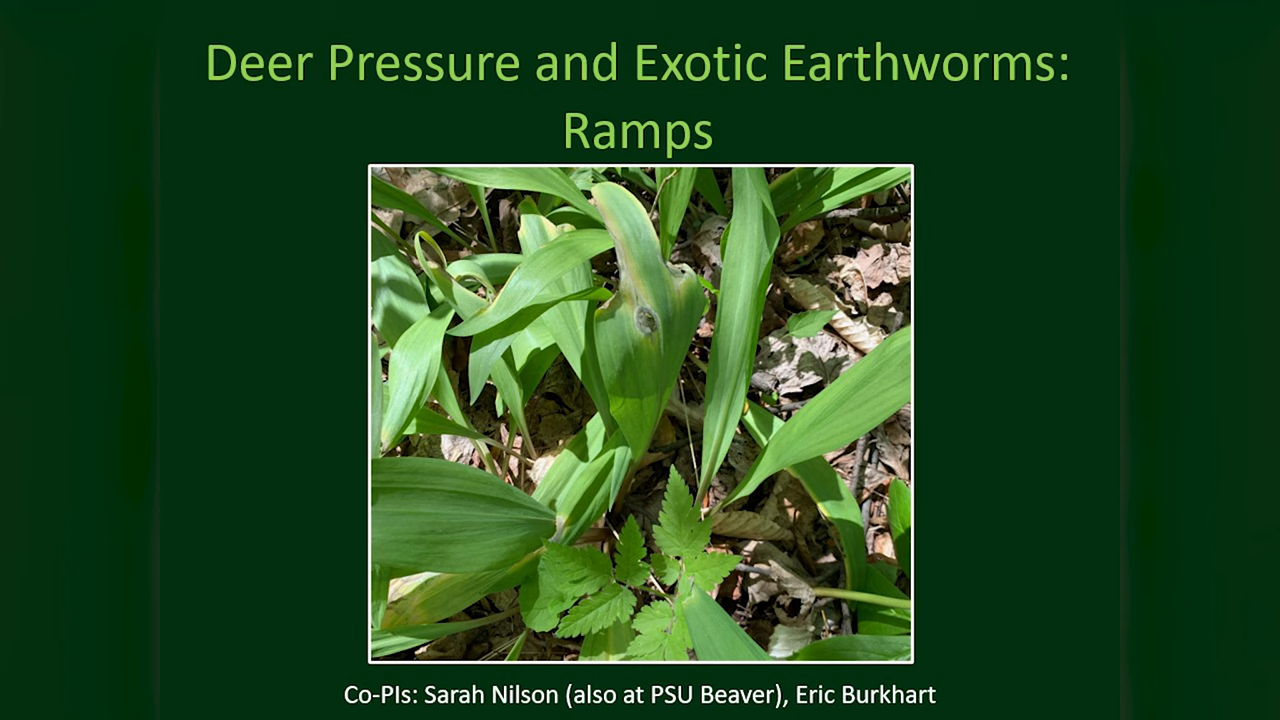 Deer Pressure and Exotic Earthworms:
Ramps
Co-PIs: Sarah Nilson (also at PSU Beaver), Eric Burkhart